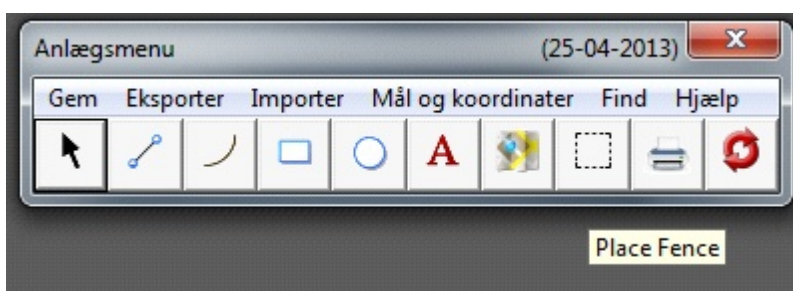 Anlægsmenu (25-04-2013)
Gem Eksporter Importer Mål og koordinater Find Hjælp
A
Place Fence